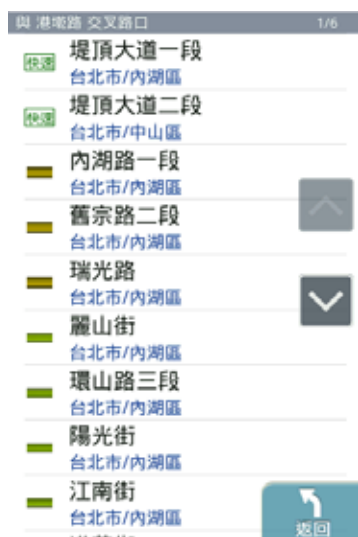 與 港墘路 交叉路口 1/6
快速 堤頂大道一段
台北市/內湖區
快速 堤頂大道二段
台北市/中山區
內湖路一段
台北市/內湖區
舊宗路二段
台北市/內湖區
瑞光路
台北市/內湖區
麗山街
台北市/內湖區
環山路三段
台北市/內湖區
陽光街
台北市/內湖區
江南街
台北市/內湖區
返回